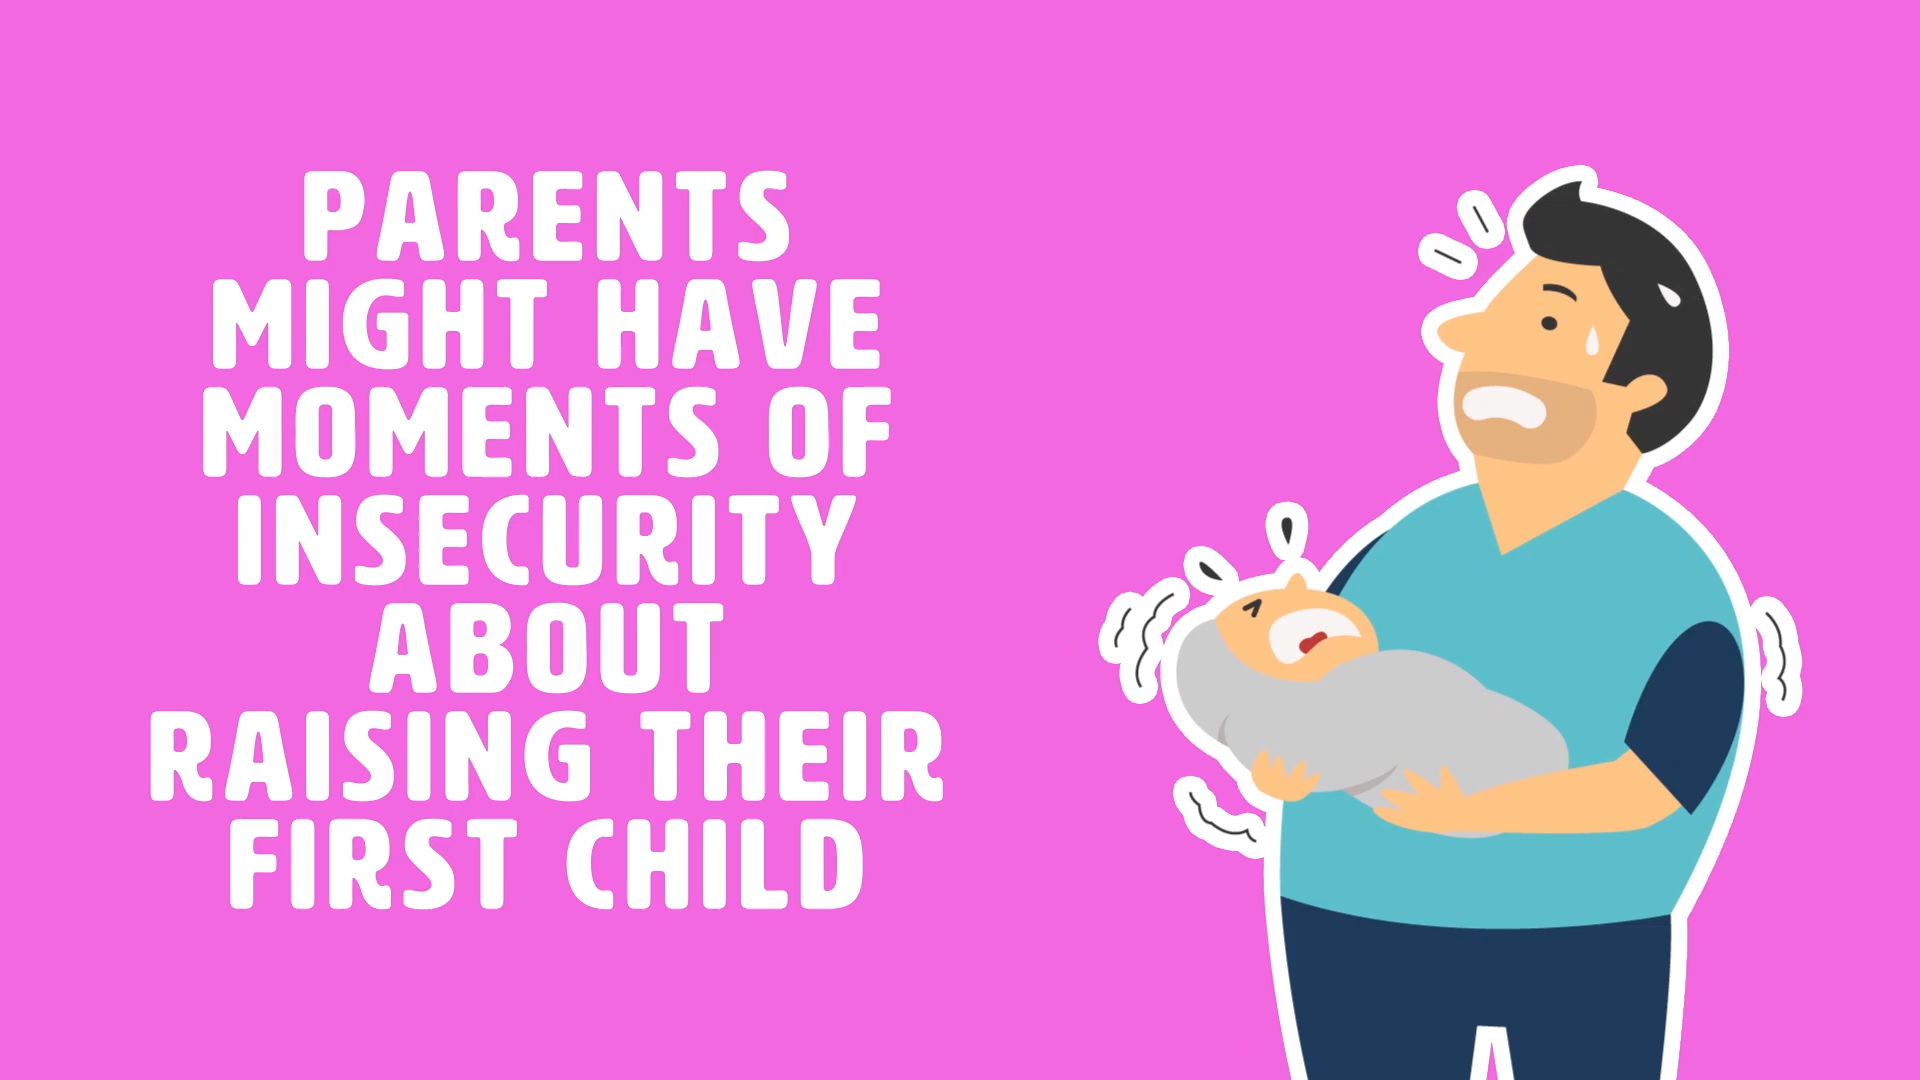 PARENTS
MIGHT HAVE
MOMENTS OF
INSECURITY
ABOUT
RAISING THEIR
FIRST CHILD